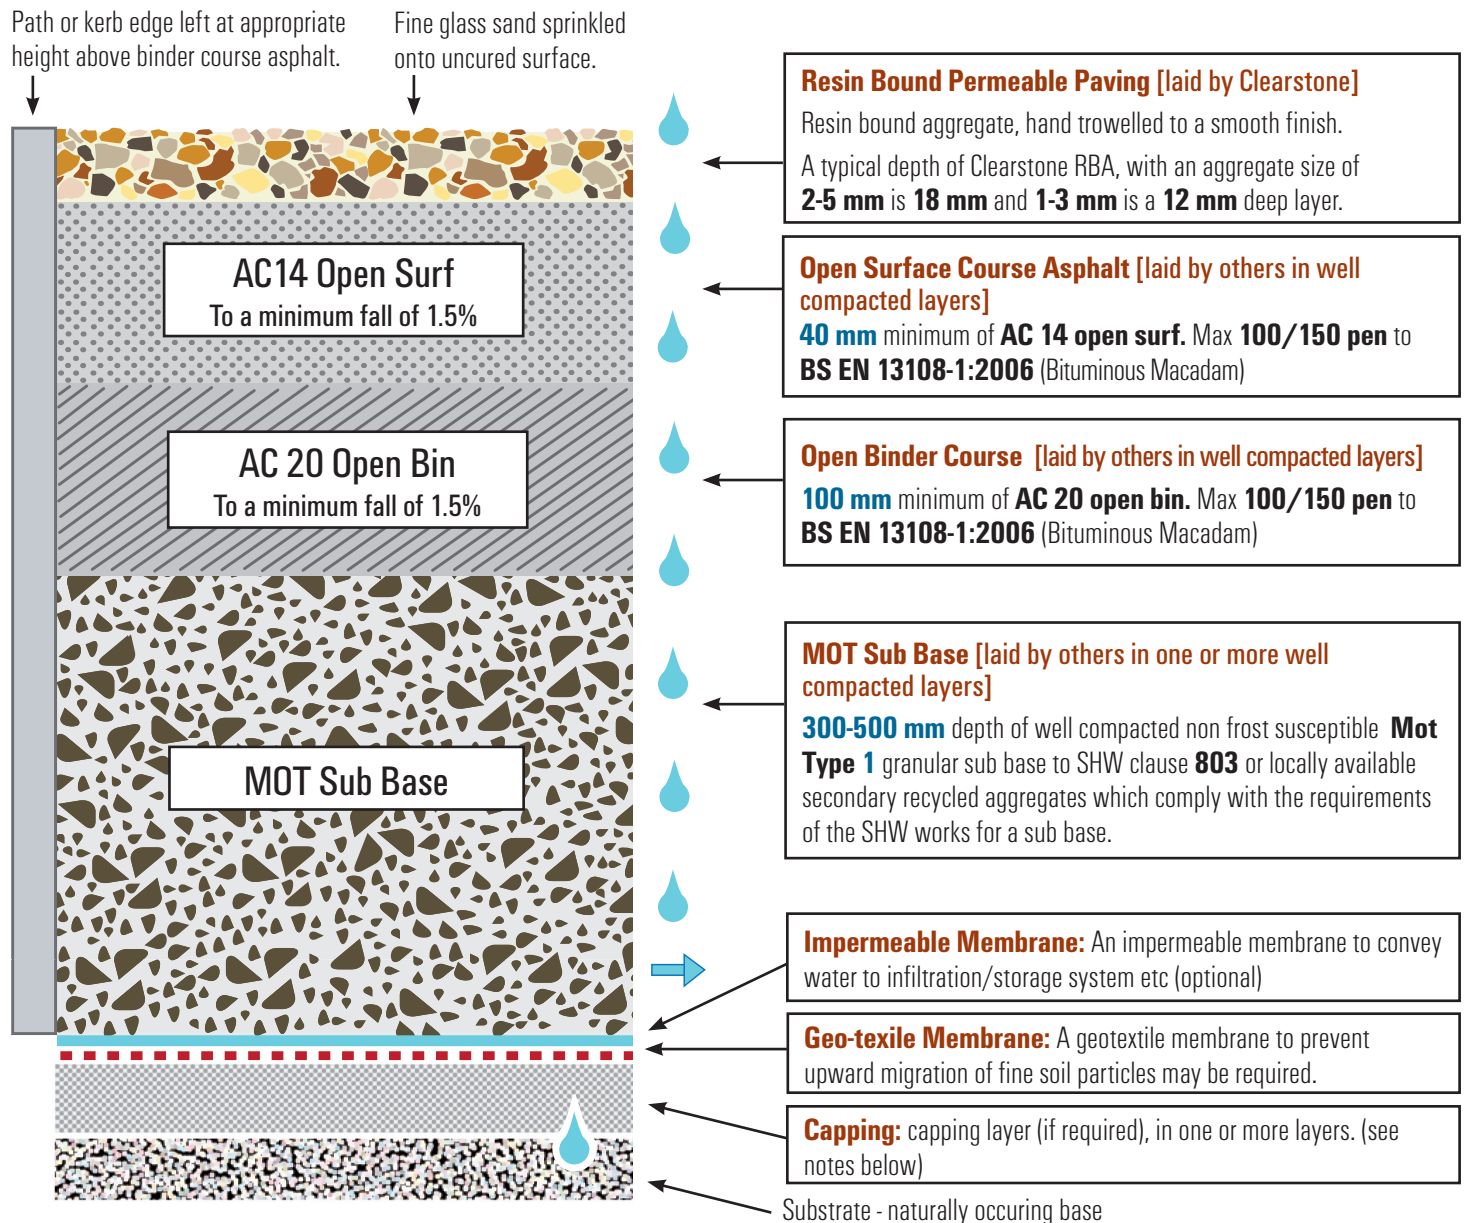 Path or kerb edge left at appropriate
height above binder course asphalt.
Fine glass sand sprinkled
onto uncured surface.
Resin Bound Permeable Paving [laid by Clearstone]
Resin bound aggregate, hand trowelled to a smooth finish.
A typical depth of Clearstone RBA, with an aggregate size of
2-5 mm is 18 mm and 1-3 mm is a 12 mm deep layer.
AC14 Open Surf
To a minimum fall of 1.5%
Open Surface Course Asphalt [laid by others in well
compacted layers]
40 mm minimum of AC 14 open surf. Max 100/150 pen to
BS EN 13108-1:2006 (Bituminous Macadam)
AC 20 Open Bin
To a minimum fall of 1.5%
Open Binder Course [laid by others in well compacted layers]
100 mm minimum of AC 20 open bin. Max 100/150 pen to
BS EN 13108-1:2006 (Bituminous Macadam)
MOT Sub Base
MOT Sub Base [laid by others in one or more well
compacted layers]
300-500 mm depth of well compacted non frost susceptible Mot
Type 1 granular sub base to SHW clause 803 or locally available
secondary recycled aggregates which comply with the requirements
of the SHW works for a sub base.
Impermeable Membrane: An impermeable membrane to convey
water to infiltration/storage system etc (optional)
Geo-texile Membrane: A geotextile membrane to prevent
upward migration of fine soil particles may be required.
Capping: capping layer (if required), in one or more layers. (see
notes below)
Substrate - naturally occuring base